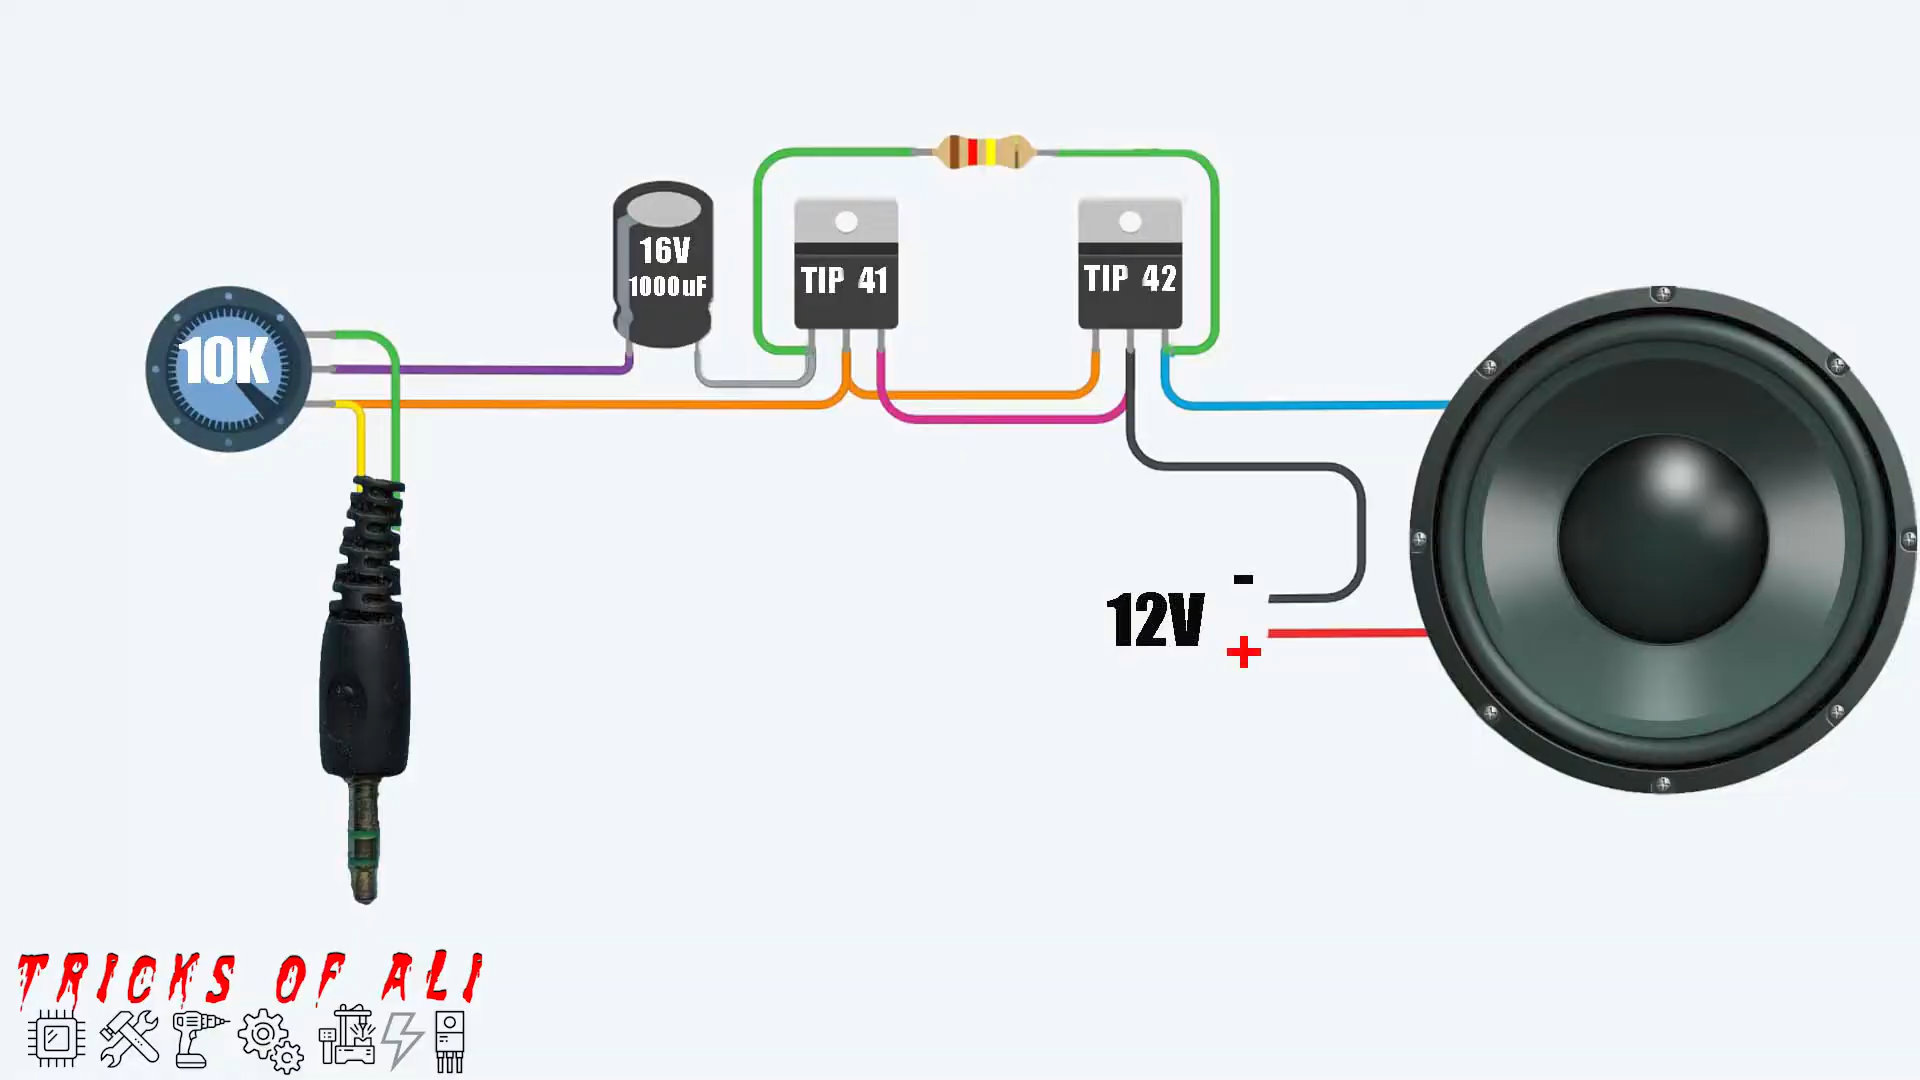 16V
1000uF
TIP 41
TIP 42
10K
-
12V
+
TRICKS OF ALI